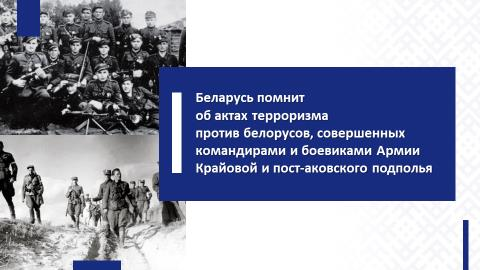 Беларусь помнит
об актах терроризма
против белорусов, совершенных
командирами и боевиками Армии
Крайовой и пост-аковского подполья